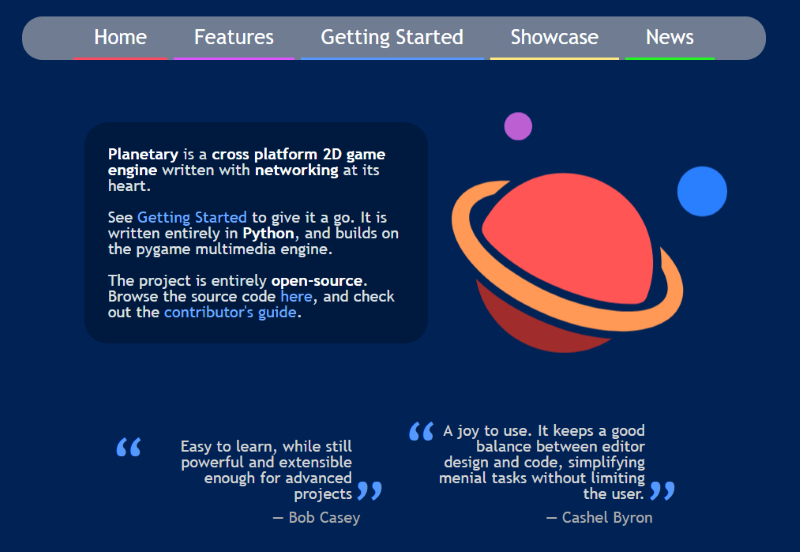 Home Features Getting Started Showcase News
Planetary is a cross platform 2D game
engine written with networking at its
heart.
See Getting Started to give it a go. It is
written entirely in Python, and builds on
the pygame multimedia engine.
The project is entirely open-source.
Browse the source code here, and check
out the contributor's guide.
“ Easy to learn, while still
powerful and extensible
enough for advanced
projects ”
— Bob Casey
“ A joy to use. It keeps a good
balance between editor
design and code, simplifying
menial tasks without limiting
the user. ”
— Cashel Byron